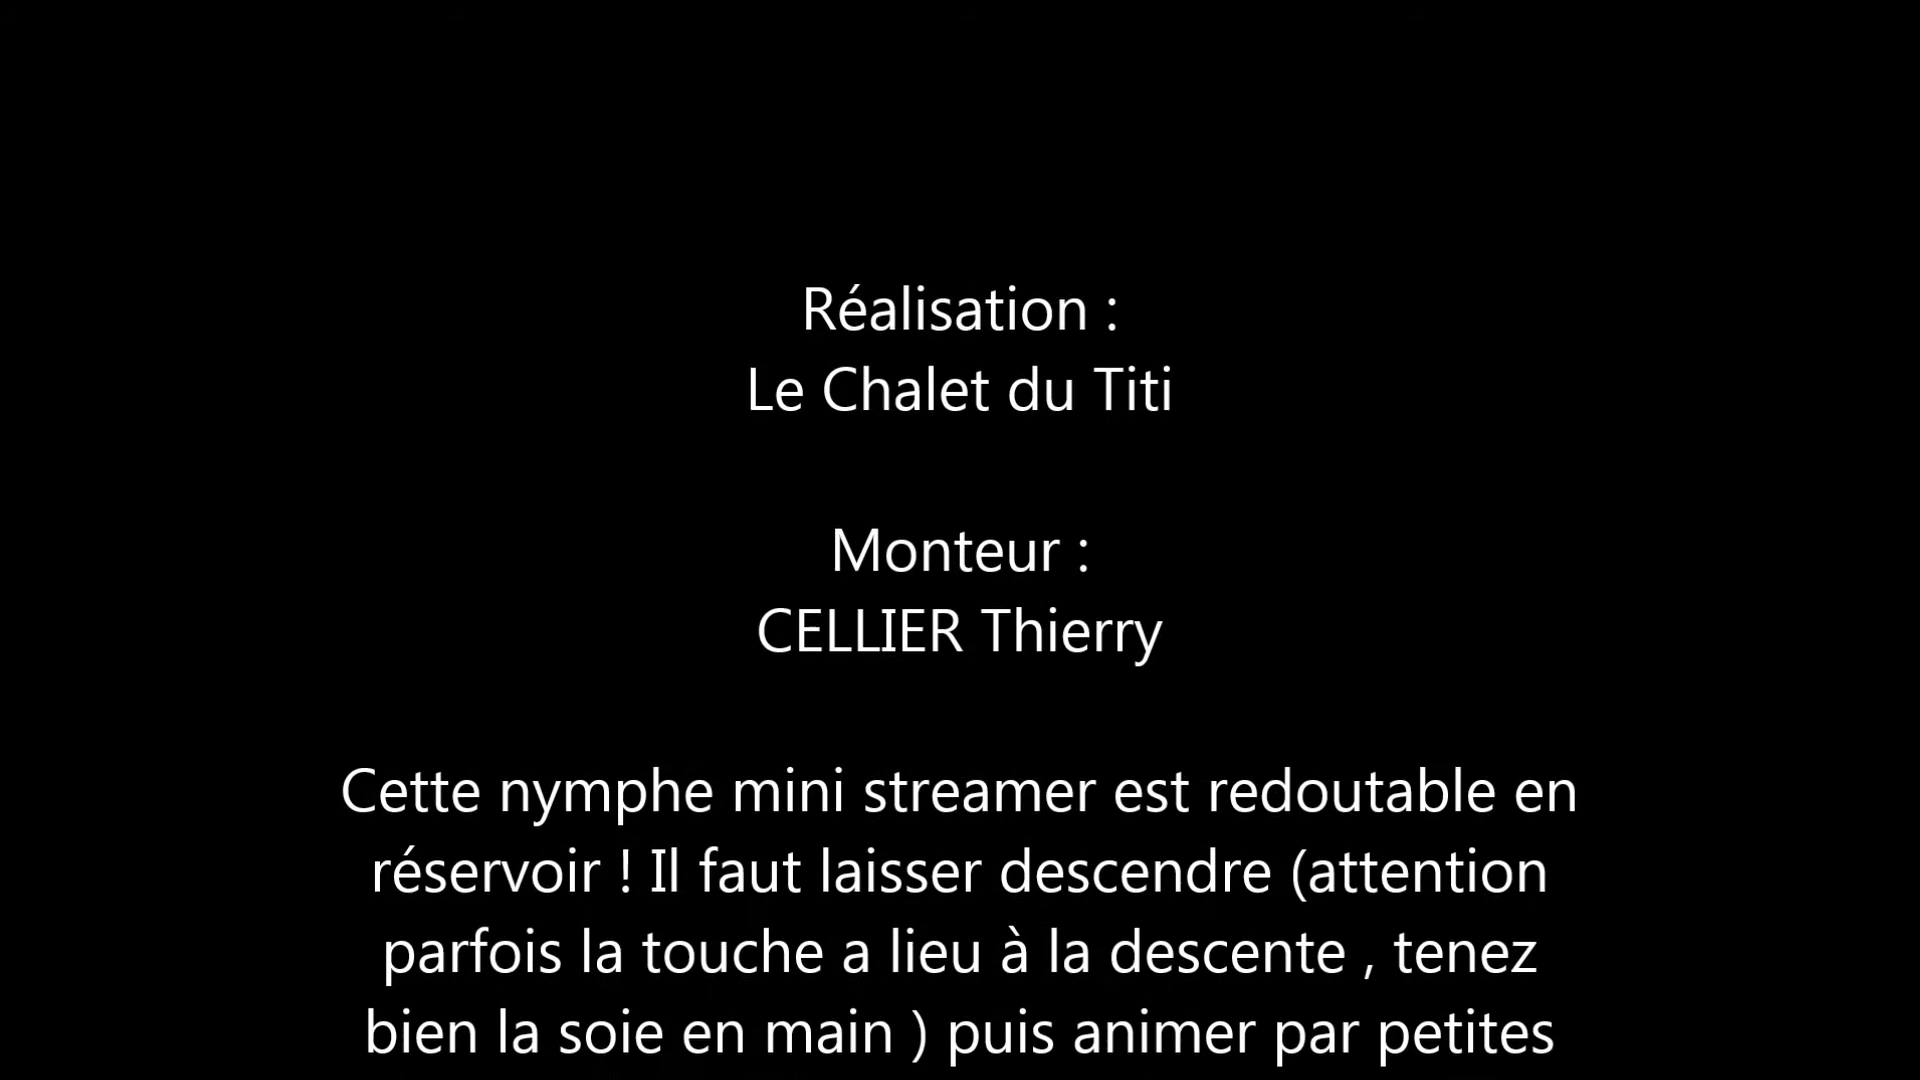 Réalisation :
Le Chalet du Titi
Monteur :
CELLIER Thierry
Cette nymphe mini streamer est redoutable en
réservoir ! Il faut laisser descendre (attention
parfois la touche a lieu à la descente , tenez
bien la soie en main ) puis animer par petites